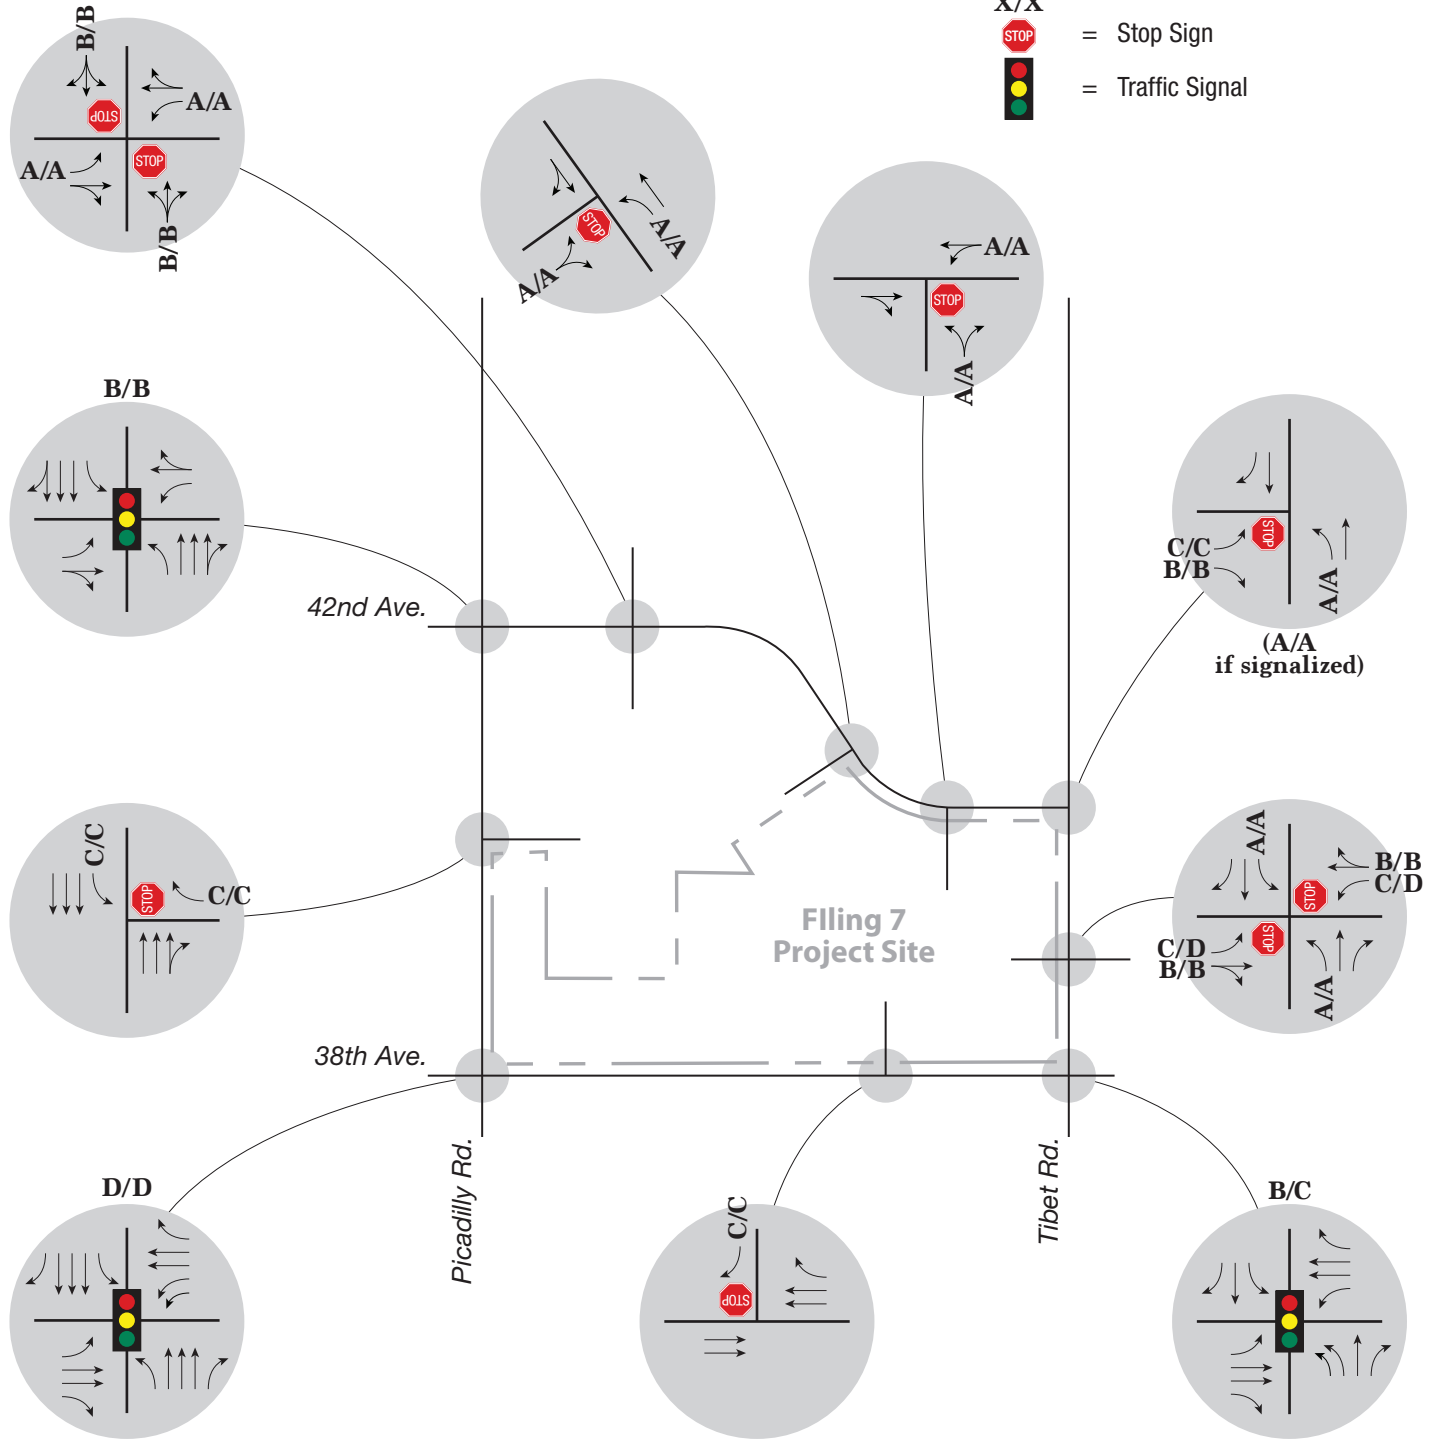 X/X
STOP = Stop Sign
= Traffic Signal
B/B
A/A
STOP
A/A
STOP
B/B
STOP
A/A
A/A
A/A
STOP
A/A
B/B
STOP
C/C
B/B
A/A
(A/A
if signalized)
42nd Ave.
C/C
STOP
C/C
A/A
B/B
C/D
STOP
STOP
C/D
B/B
A/A
FIling 7
Project Site
38th Ave.
Picadilly Rd.
Tibet Rd.
D/D
C/C
STOP
B/C